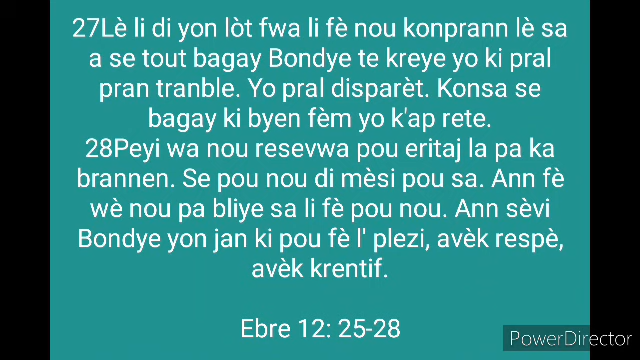 27Lè li di yon lòt fwa li fè nou konprann lè sa
a se tout bagay Bondye te kreye yo ki pral
pran tranble. Yo pral disparèt. Konsa se
bagay ki byen fèm yo k'ap rete.
28Peyi wa nou resevwa pou eritaj la pa ka
brannen. Se pou nou di mèsi pou sa. Ann fè
wè nou pa bliye sa li fè pou nou. Ann sèvi
Bondye yon jan ki pou fè l' plezi, avèk respè,
avèk krentif.
Ebre 12: 25-28
PowerDirector